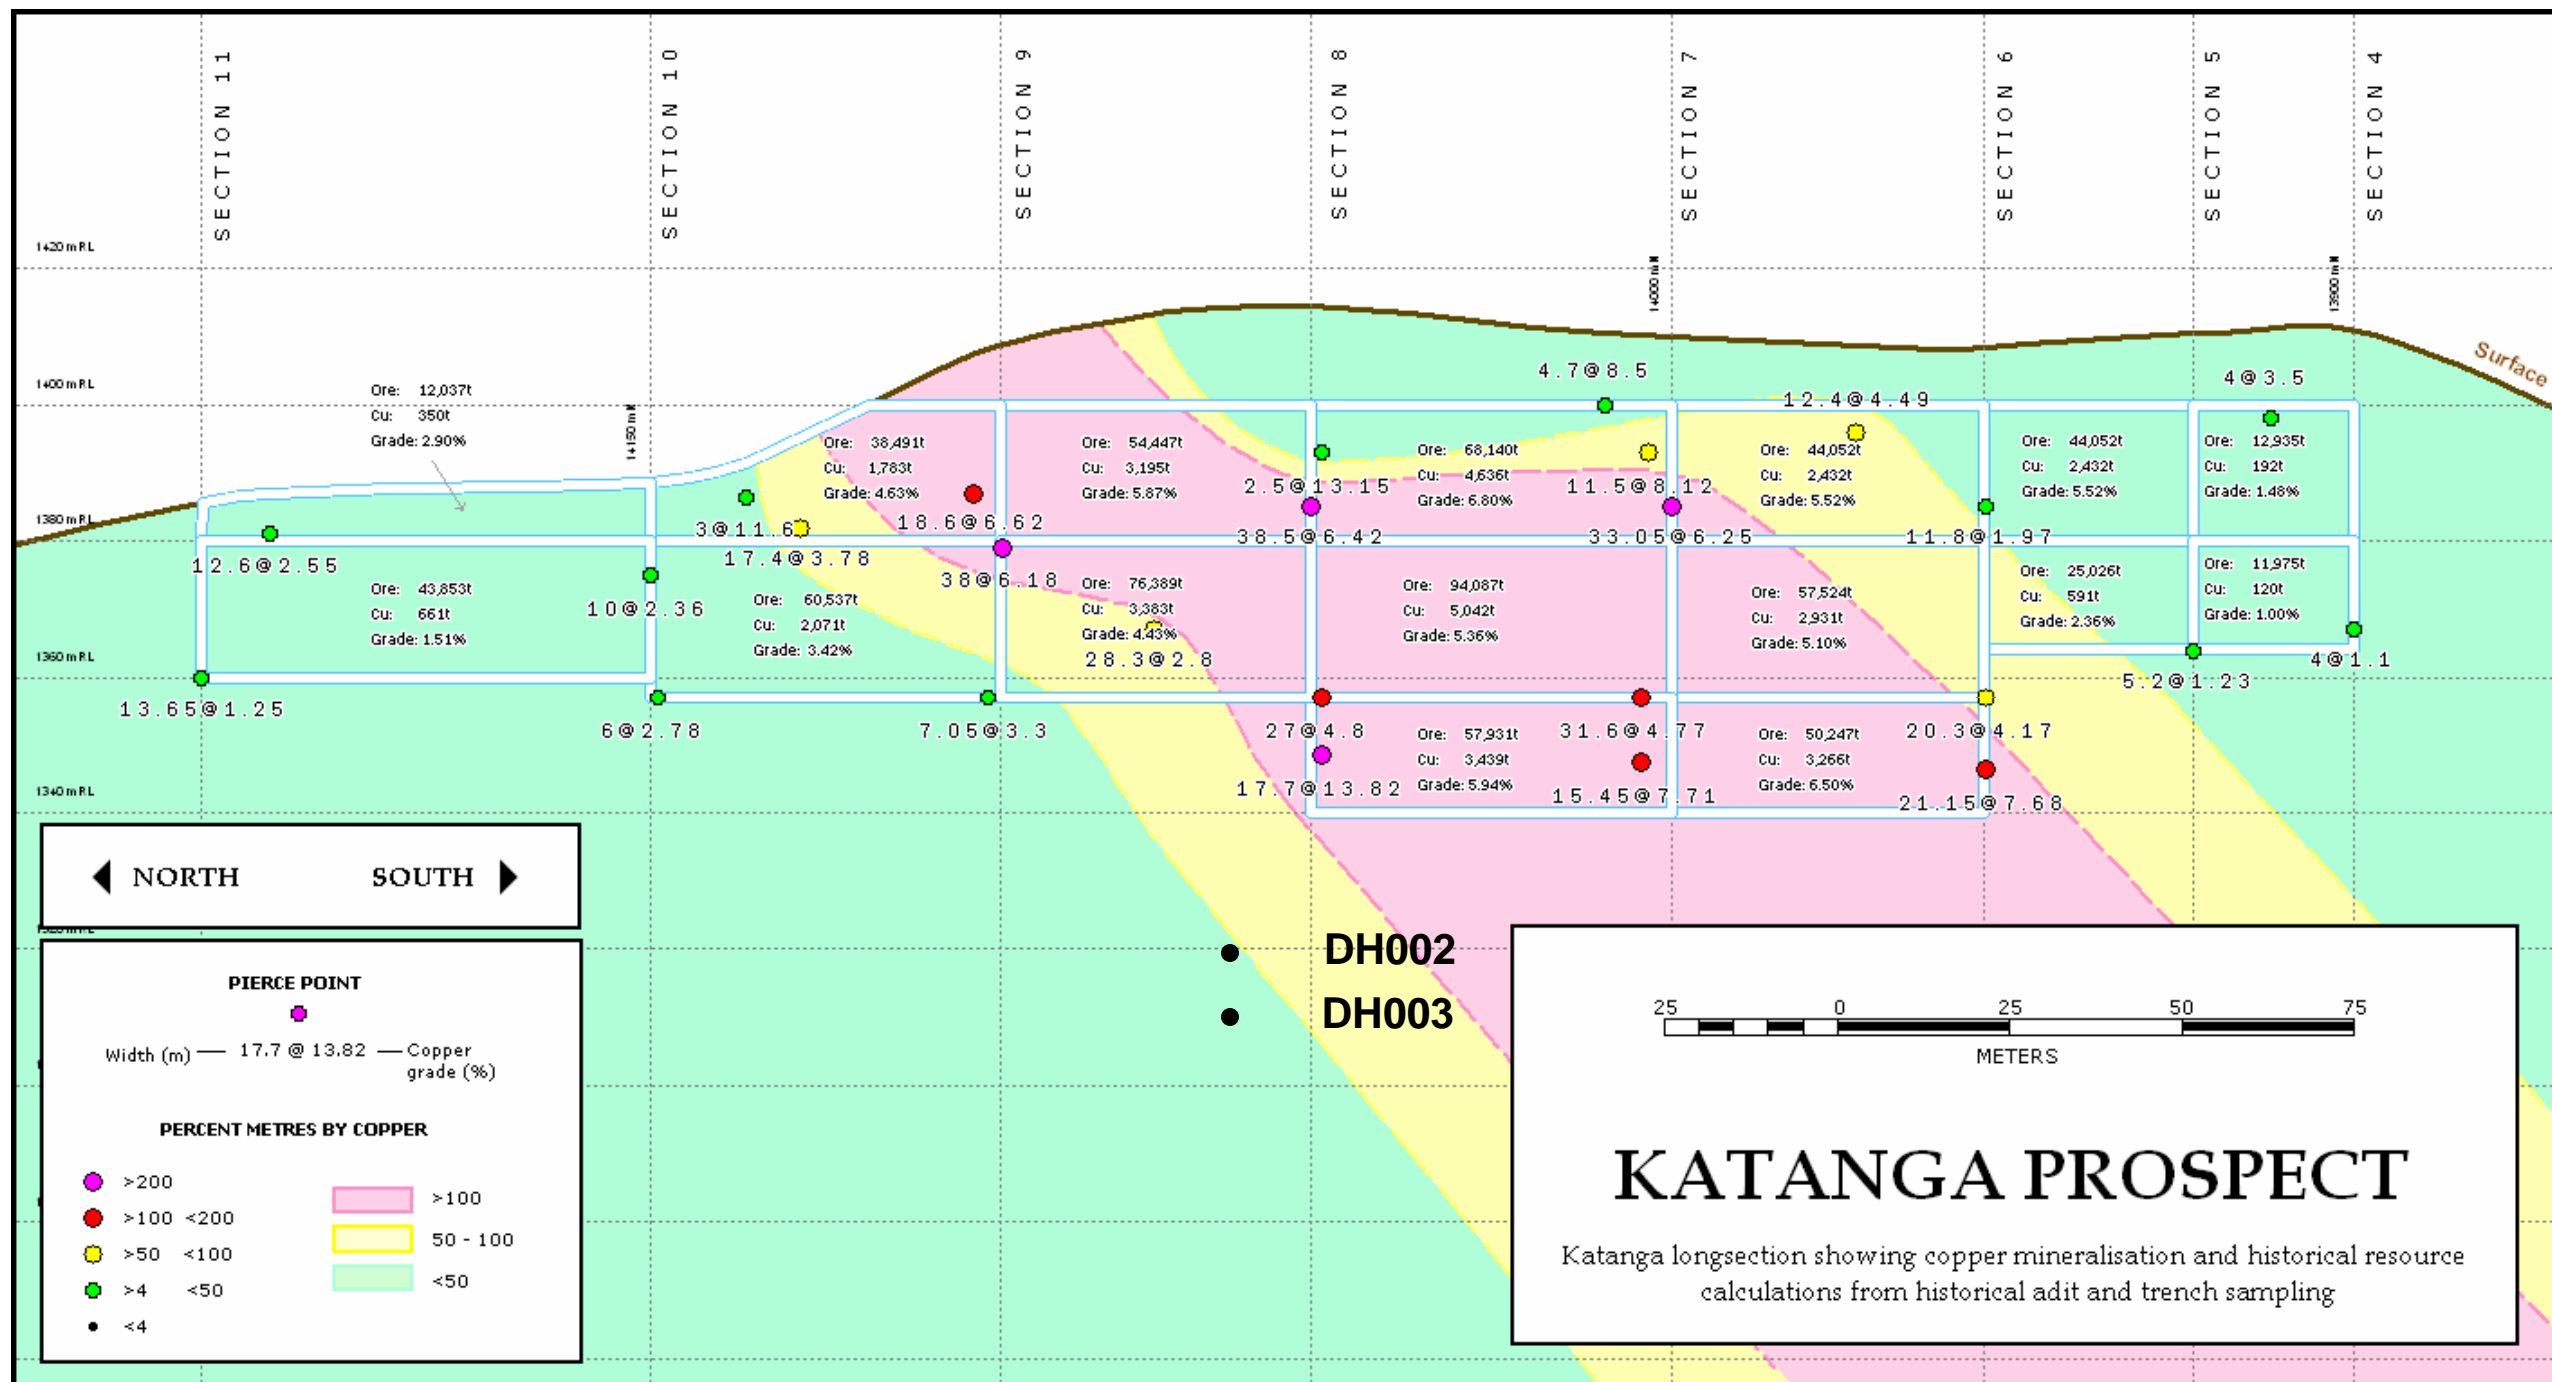 SECTION 11
SECTION 10
SECTION 9
SECTION 8
SECTION 7
SECTION 6
SECTION 5
SECTION 4
1420 m RL
1400 m RL
1380 m RL
1360 m RL
1340 m RL
14150 m N
14000 m N
13900 m N
Surface
Ore: 12,037t
Cu: 350t
Grade: 2.90%
Ore: 38,491t
Cu: 1,783t
Grade: 4.63%
Ore: 54,447t
Cu: 3,195t
Grade: 5.87%
Ore: 68,140t
Cu: 4,636t
Grade: 6.80%
Ore: 44,052t
Cu: 2,432t
Grade: 5.52%
Ore: 44,052t
Cu: 2,432t
Grade: 5.52%
Ore: 12,935t
Cu: 192t
Grade: 1.48%
4.7@8.5
12.4@4.49
4@3.5
2.5@13.15
11.5@8.12
3@11.6
18.6@6.62
38.5@6.42
33.05@6.25
11.8@1.97
12.6@2.55
17.4@3.78
38@6.18
10@2.36
Ore: 43,853t
Cu: 661t
Grade: 1.51%
Ore: 60,537t
Cu: 2,071t
Grade: 3.42%
Ore: 76,389t
Cu: 3,383t
Grade: 4.43%
Ore: 94,087t
Cu: 5,042t
Grade: 5.36%
Ore: 57,524t
Cu: 2,931t
Grade: 5.10%
Ore: 25,026t
Cu: 591t
Grade: 2.36%
Ore: 11,975t
Cu: 120t
Grade: 1.00%
28.3@2.8
4@1.1
5.2@1.23
13.65@1.25
6@2.78
7.05@3.3
27@4.8
31.6@4.77
20.3@4.17
Ore: 57,931t
Cu: 3,439t
Grade: 5.94%
Ore: 50,247t
Cu: 3,266t
Grade: 6.50%
17.7@13.82
15.45@7.71
21.15@7.68
NORTH SOUTH
DH002
DH003
PIERCE POINT
Width (m) 17.7 @ 13.82 Copper
grade (%)
PERCENT METRES BY COPPER
>200
>100 <200
>50 <100
>4 <50
<4
>100
50 - 100
<50
25 0 25 50 75
METERS
KATANGA PROSPECT
Katanga longsection showing copper mineralisation and historical resource
calculations from historical adit and trench sampling